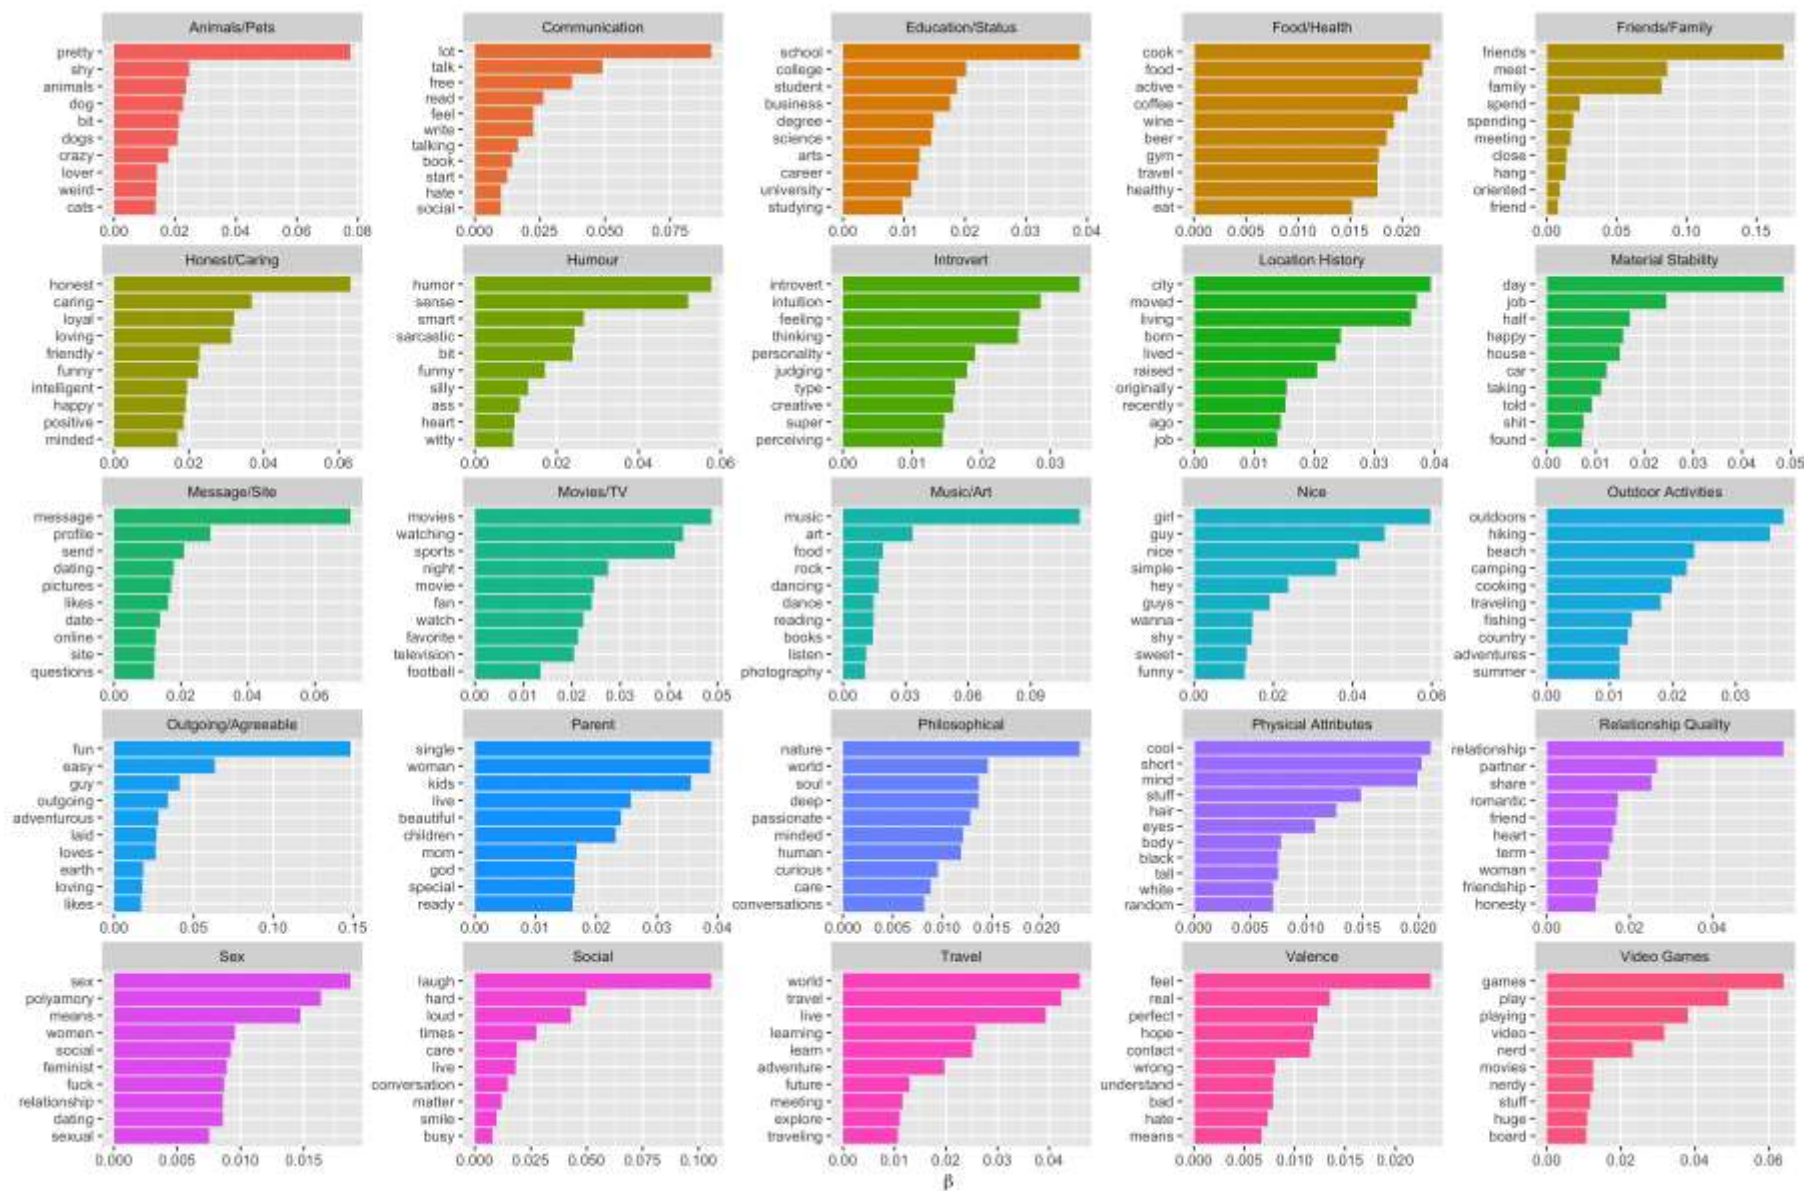 Animals/Pets Communication Education/Status Food/Health Friends/Family
pretty lot school cook friends
shy talk college food meet
animals free student active family
dog read business coffee spend
bit feel degree wine spending
dogs write science beer meeting
crazy talking arts gym close
lover book career travel hang
weird start university healthy oriented
cats hate studying eat friend
social
0.00 0.02 0.04 0.06 0.08 0.000 0.025 0.050 0.075 0.00 0.01 0.02 0.03 0.04 0.000 0.005 0.010 0.015 0.020 0.00 0.05 0.10 0.15
Honest/Caring Humour Introvert Location History Material Stability
honest humor introvert city day
caring sense intuition moved job
loyal smart feeling living half
loving sarcastic thinking born happy
friendly bit personality lived house
funny funny judging raised car
intelligent silly type originally taking
happy ass creative recently told
positive heart super ago shit
minded witty perceiving job found
0.00 0.02 0.04 0.06 0.00 0.02 0.04 0.06 0.00 0.01 0.02 0.03 0.00 0.01 0.02 0.03 0.04 0.00 0.01 0.02 0.03 0.04 0.05
Message/Site Movies/TV Music/Art Nice Outdoor Activities
message movies music girl outdoors
profile watching art guy hiking
send sports food nice beach
dating night rock simple camping
pictures movie dancing hey cooking
likes fan dance guys traveling
date watch reading wanna fishing
online favorite books shy country
site television listen sweet adventures
questions football photography funny summer
0.00 0.02 0.04 0.06 0.00 0.01 0.02 0.03 0.04 0.05 0.00 0.03 0.06 0.09 0.00 0.02 0.04 0.06 0.00 0.01 0.02 0.03
Outgoing/Agreeable Parent Philosophical Physical Attributes Relationship Quality
fun single nature cool relationship
easy woman world short partner
guy kids soul mind share
outgoing live deep stuff romantic
adventurous beautiful passionate hair friend
laid children minded eyes heart
loves mom human body term
earth god curious black woman
loving special care tall friendship
likes ready conversations white honesty
random
0.00 0.05 0.10 0.15 0.00 0.01 0.02 0.03 0.04 0.000 0.005 0.010 0.015 0.020 0.000 0.005 0.010 0.015 0.020 0.00 0.02 0.04
Sex Social Travel Valence Video Games
sex laugh world feel games
polyamory hard travel real play
means loud live perfect playing
women times learning hope video
social care learn contact nerd
feminist live adventure wrong movies
fuck conversation future understand nerdy
relationship matter meeting bad stuff
dating smile explore hate huge
sexual busy traveling means board
0.000 0.005 0.010 0.015 0.000 0.025 0.050 0.075 0.100 0.00 0.01 0.02 0.03 0.04 0.000 0.005 0.010 0.015 0.020 0.00 0.02 0.04 0.06
β